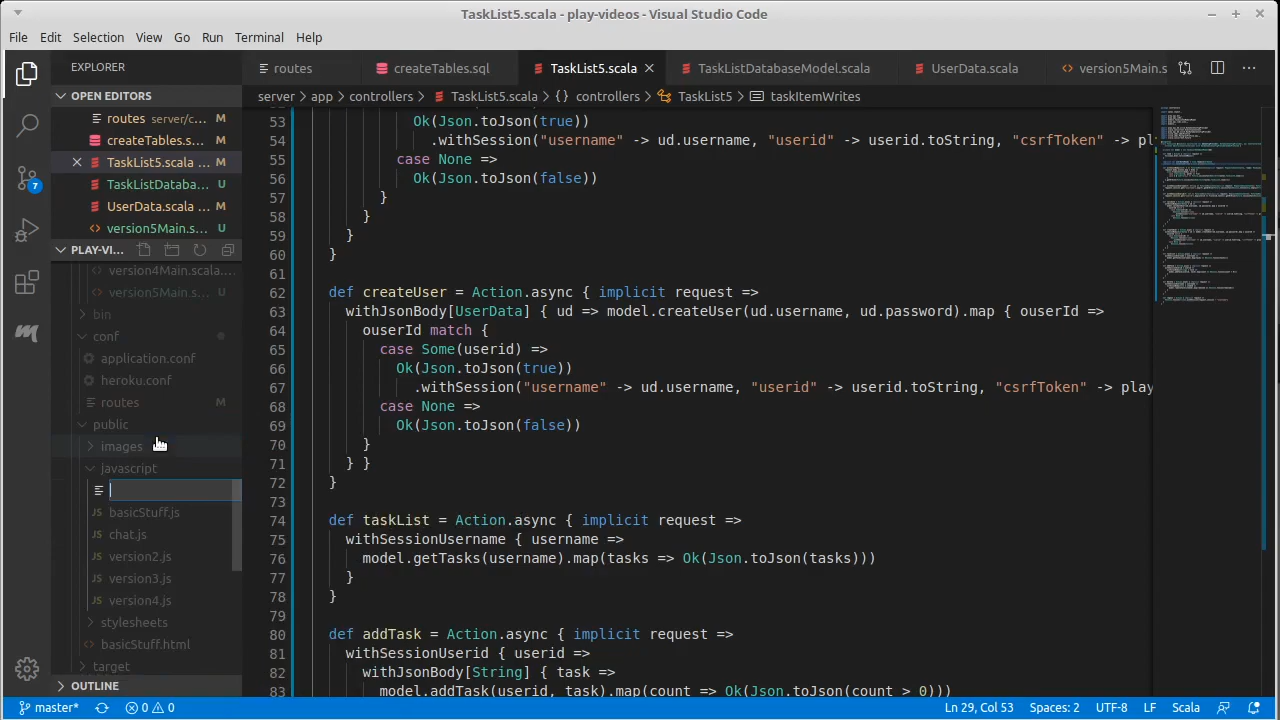 TaskList5.scala - play-videos - Visual Studio Code
File Edit Selection View Go Run Terminal Help
EXPLORER
routes createTables.sql TaskList5.scala TaskListDatabaseModel.scala UserData.scala version5Main.s
OPEN EDITORS
server > app > controllers > TaskList5.scala > {} controllers > TaskList5 > taskItemWrites
routes server/c... M
createTables.s... M
TaskList5.scala ... M
TaskListDataba... U
UserData.scala ... M
version5Main.s... U
PLAY-VI...
version4Main.scala...
version5Main.s... U
bin
conf
application.conf
heroku.conf
routes M
public
images
javascript
basicStuff.js
chat.js
version2.js
version3.js
version4.js
stylesheets
basicStuff.html
target
OUTLINE
7
53 Ok(Json.toJson(true))
54 .withSession("username" -> ud.username, "userid" -> userid.toString, "csrfToken" -> pl
55 case None =>
56 Ok(Json.toJson(false))
57 }
58 }
59 }
60 }
61
62 def createUser = Action.async { implicit request =>
63 withJsonBody[UserData] { ud => model.createUser(ud.username, ud.password).map { ouserId =>
64 ouserId match {
65 case Some(userid) =>
66 Ok(Json.toJson(true))
67 .withSession("username" -> ud.username, "userid" -> userid.toString, "csrfToken" -> play
68 case None =>
69 Ok(Json.toJson(false))
70 }
71 } }
72 }
73
74 def taskList = Action.async { implicit request =>
75 withSessionUsername { username =>
76 model.getTasks(username).map(tasks => Ok(Json.toJson(tasks)))
77 }
78 }
79
80 def addTask = Action.async { implicit request =>
81 withSessionUserid { userid =>
82 withJsonBody[String] { task =>
83 model.addTask(userid, task).map(count => Ok(Json.toJson(count > 0)))
master* 0 0 Ln 29, Col 53 Spaces: 2 UTF-8 LF Scala